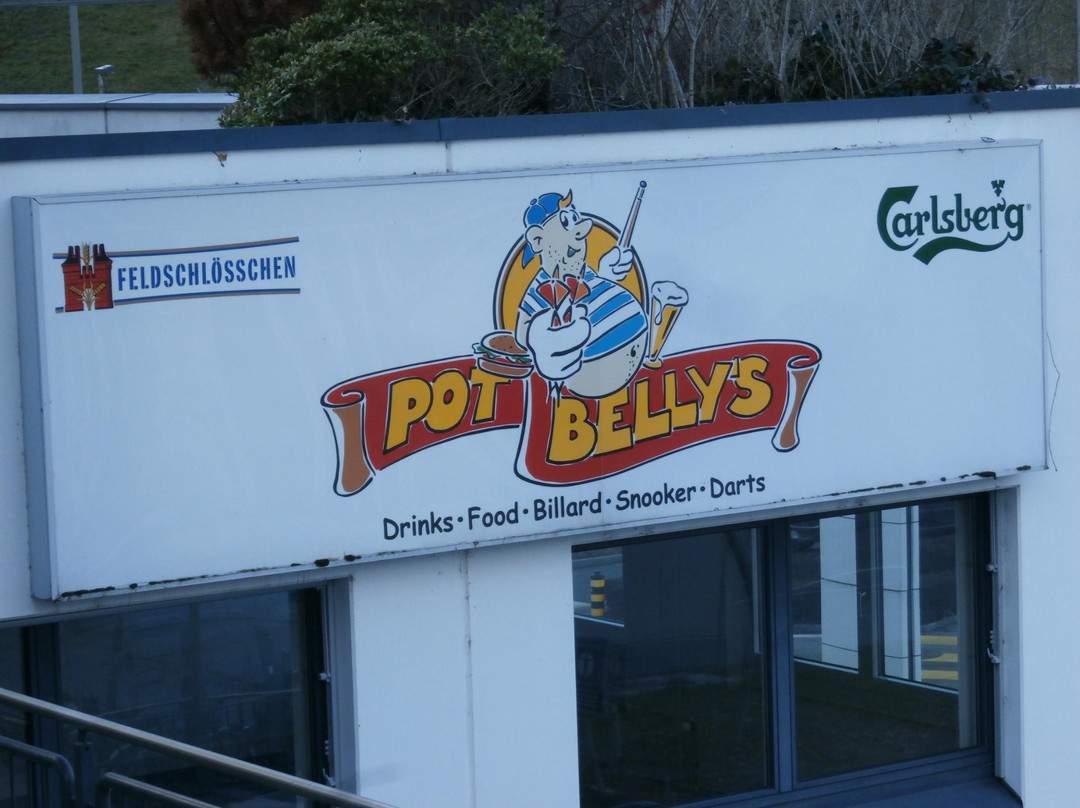 FELDSCHLÖSSCHEN
Carlsberg®
POT BELLY'S
Drinks · Food · Billard · Snooker · Darts